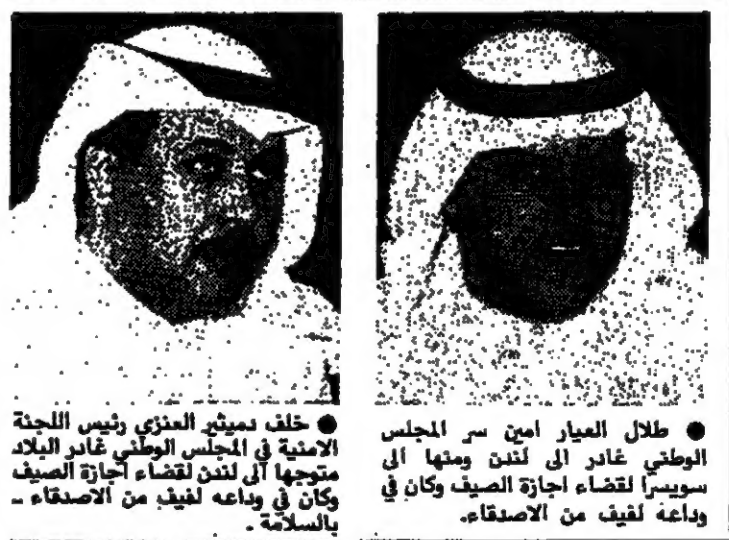 ● طلال العيار امين سر المجلس
الوطني غادر الى لندن ومنها الى
سويسرا لقضاء اجازة الصيف وكان في
وداعه لفيف من الاصدقاء.
● خلف دميثير العنزي رئيس اللجنة
الامنية في المجلس الوطني غادر البلاد
متوجها الى لندن لقضاء اجازة الصيف
وكان في وداعه لفيف من الاصدقاء ـ
بالسلامة .